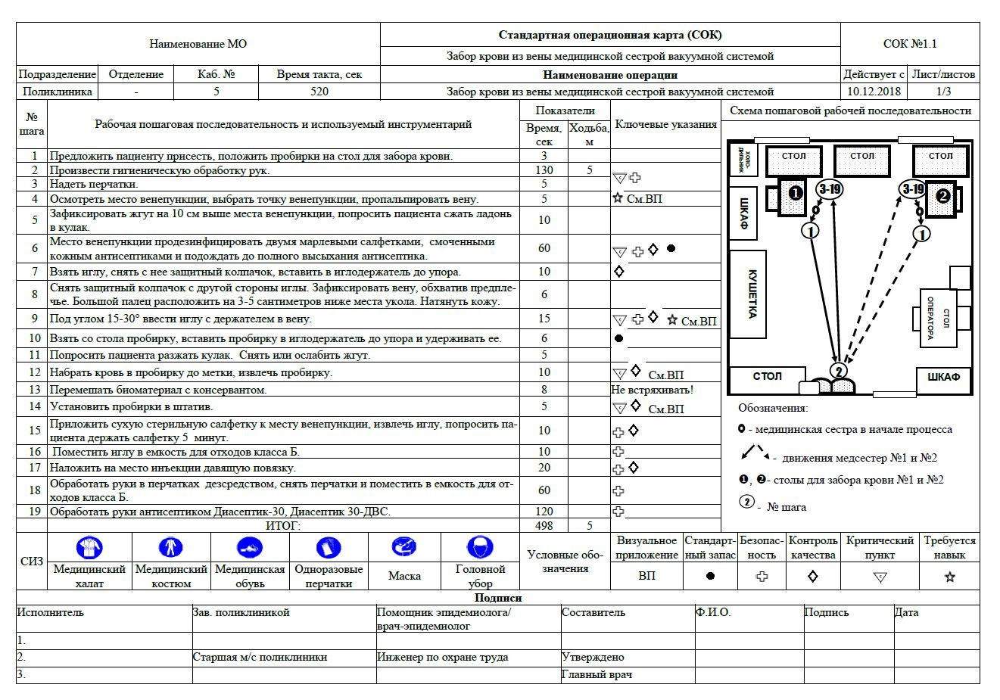 Наименование МО
Стандартная операционная карта (СОК)
СОК №1.1
Забор крови из вены медицинской сестрой вакуумной системой
Подразделение Отделение Каб. № Время такта, сек Наименование операции Действует с Лист/листов
Поликлиника - 5 520 Забор крови из вены медицинской сестрой вакуумной системой 10.12.2018 1/3
№ шага
Рабочая пошаговая последовательность и используемый инструментарий
Показатели
Время, сек
Ходьба, м
Ключевые указания
Схема пошаговой рабочей последовательности
1 Предложить пациенту присесть, положить пробирки на стол для забора крови. 3
2 Произвести гигиеническую обработку рук. 130 5
3 Надеть перчатки. 5
4 Осмотреть место венепункции, выбрать точку венепункции, пропальпировать вену. 5 См.ВП
5 Зафиксировать жгут на 10 см выше места венепункции, попросить пациента сжать ладонь
в кулак. 10
6 Место венепункции продезинфицировать двумя марлевыми салфетками, смоченными
кожным антисептиками и подождать до полного высыхания антисептика. 60
7 Взять иглу, снять с нее защитный колпачок, вставить в иглодержатель до упора. 10
8 Снять защитный колпачок с другой стороны иглы. Зафиксировать вену, обхватив предпле-
чье. Большой палец расположить на 3-5 сантиметров ниже места укола. Натянуть кожу. 6
9 Под углом 15-30° ввести иглу с держателем в вену. 15 См.ВП
10 Взять со стола пробирку, вставить пробирку в иглодержатель до упора и удерживать ее. 6
11 Попросить пациента разжать кулак. Снять или ослабить жгут. 5
12 Набрать кровь в пробирку до метки, извлечь пробирку. 10 См.ВП
13 Перемешать биоматериал с консервантом. 8 Не встряхивать!
14 Установить пробирки в штатив. 5 См.ВП
15 Приложить сухую стерильную салфетку к месту венепункции, извлечь иглу, попросить па-
циента держать салфетку 5 минут. 10
16 Поместить иглу в емкость для отходов класса Б. 10
17 Наложить на место инъекции давящую повязку. 20
18 Обработать руки в перчатках дезсредством, снять перчатки и поместить в емкость для от-
ходов класса Б. 60
19 Обработать руки антисептиком Диасептик-30, Диасептик 30-ДВС. 120
ИТОГ: 498 5
ХОЛО-
ДИЛЬНИК
СТОЛ
СТОЛ
СТОЛ
1
3-19
3-19
2
ШКАФ
1
1
КУШЕТКА
СТОЛ
ОПЕРАТОРА
СТОЛ
2
ШКАФ
Обозначения:
- медицинская сестра в начале процесса
- движения медсестер №1 и №2
❶, ❷- столы для забора крови №1 и №2
2 - № шага
СИЗ
Медицинский халат
Медицинский костюм
Медицинская обувь
Одноразовые перчатки
Маска
Головной убор
Условные обо-
значения
Визуальное приложение
Стандарт-
ный запас
Безопас-
ность
Контроль качества
Критический пункт
Требуется навык
ВП
Подписи
Исполнитель Зав. поликлиникой Помощник эпидемиолога/ Составитель Ф.И.О. Подпись Дата
врач-эпидемиолог
1.
2. Старшая м/с поликлиники Инженер по охране труда Утверждено
3. Главный врач